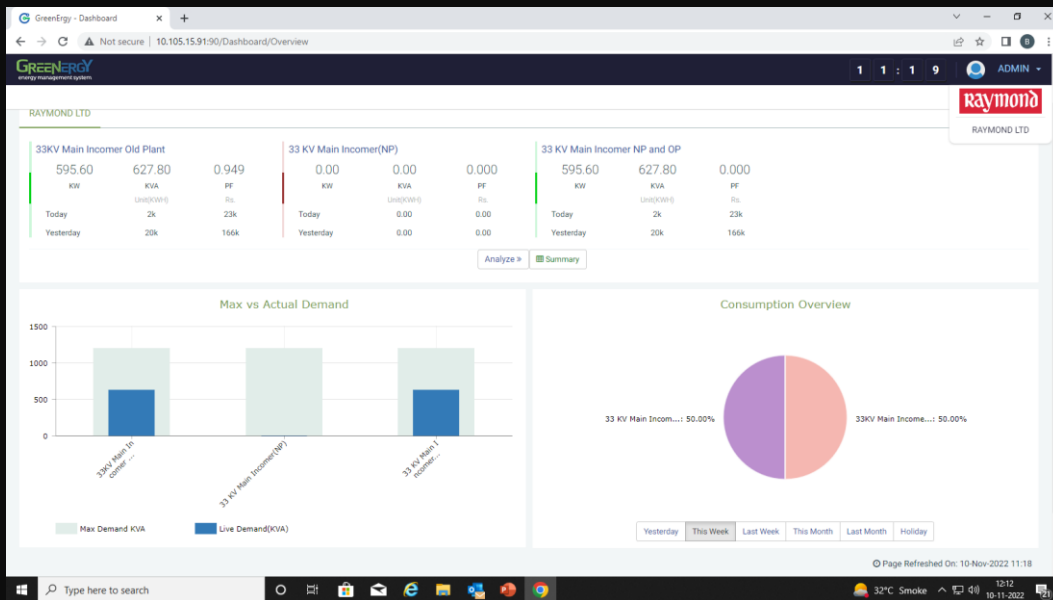 GreenErgy - Dashboard
Not secure | 10.105.15.91:90/Dashboard/Overview
B
GREENERGY
energy management system
1 1 : 1 9
ADMIN
Raymond
RAYMOND LTD
RAYMOND LTD
33KV Main Incomer Old Plant
595.60 627.80 0.949
KW KVA PF
Unit(KWH) Rs.
Today 2k 23k
Yesterday 20k 166k
33 KV Main Incomer(NP)
0.00 0.00 0.000
KW KVA PF
Unit(KWH) Rs.
Today 0.00 0.00
Yesterday 0.00 0.00
33 KV Main Incomer NP and OP
595.60 627.80 0.000
KW KVA PF
Unit(KWH) Rs.
Today 2k 23k
Yesterday 20k 166k
Analyze » Summary
Max vs Actual Demand
1500
1000
500
0
33KV Main In
comer ...
33 KV Main Incomer(NP)
33 KV Main I
ncomer...
Max Demand KVA Live Demand(KVA)
Consumption Overview
33 KV Main Incom...: 50.00%
33KV Main Income...: 50.00%
Yesterday This Week Last Week This Month Last Month Holiday
Page Refreshed On: 10-Nov-2022 11:18
Type here to search
32°C Smoke
12:12
10-11-2022
21